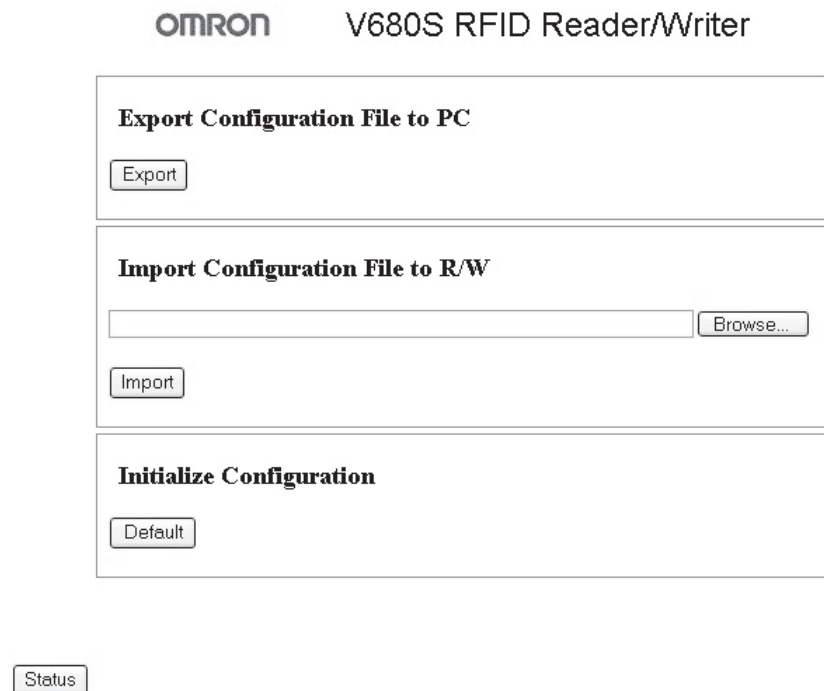 OMRON V680S RFID Reader/Writer
Export Configuration File to PC
Export
Import Configuration File to R/W
Browse...
Import
Initialize Configuration
Default
Status